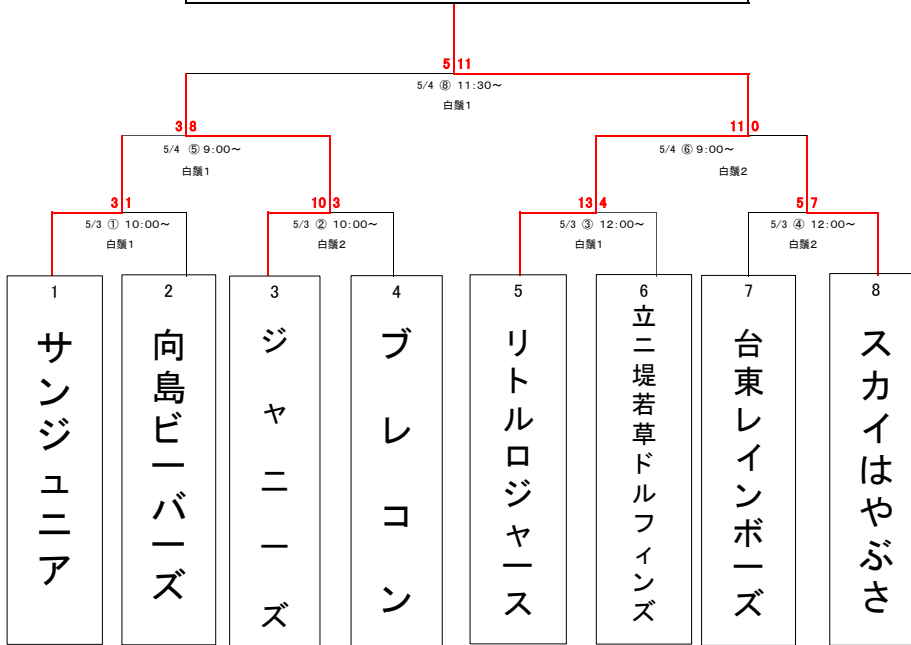 5 11
5/4 ⑧ 11:30～
白鬚1
3 8
11 0
5/4 ⑤ 9:00～
5/4 ⑥ 9:00～
白鬚1
白鬚2
3 1
10 3
13 4
5 7
5/3 ① 10:00～
5/3 ② 10:00～
5/3 ③ 12:00～
5/3 ④ 12:00～
白鬚1
白鬚2
白鬚1
白鬚2
1
サンジュニア
2
向島ビーバーズ
3
ジャニーズ
4
ブレコン
5
リトルロジャース
6
立二堤若草ドルフィンズ
7
台東レインボーズ
8
スカイはやぶさ